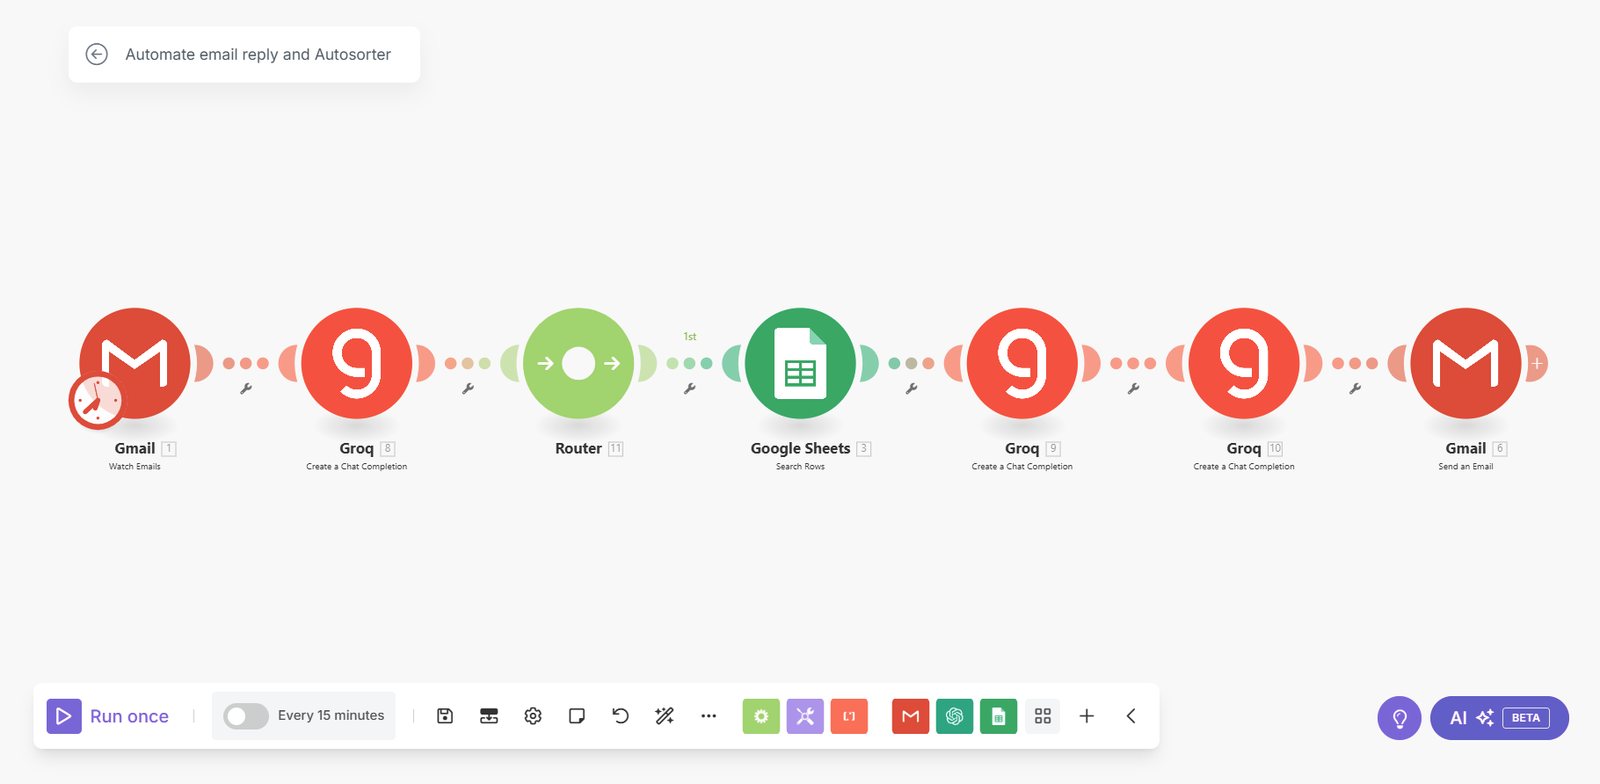 Automate email reply and Autosorter
1st
Gmail 1
Watch Emails
Groq 8
Create a Chat Completion
Router 11
Google Sheets 3
Search Rows
Groq 9
Create a Chat Completion
Groq 10
Create a Chat Completion
Gmail 6
Send an Email
Run once
Every 15 minutes
AI BETA